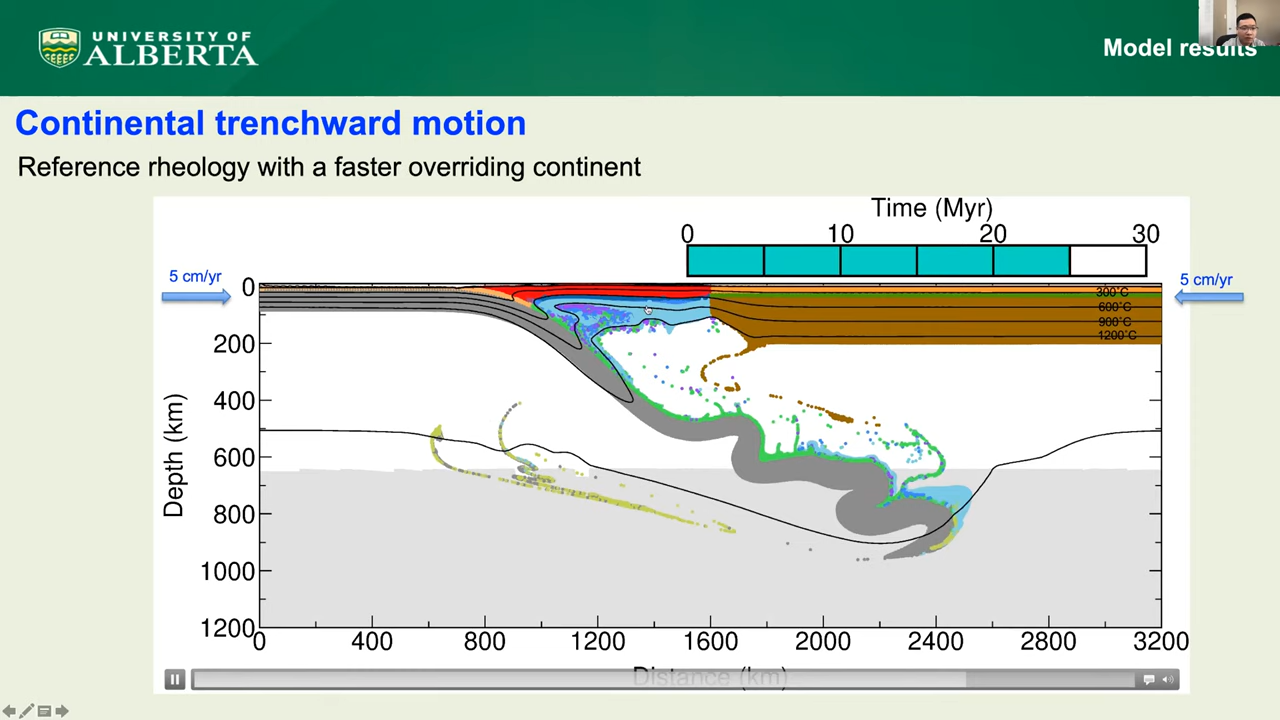 UNIVERSITY OF
ALBERTA
Model results
Continental trenchward motion
Reference rheology with a faster overriding continent
Time (Myr)
0 10 20 30
5 cm/yr
5 cm/yr
0
300°C
600°C
900°C
1200°C
200
400
600
800
1000
1200
Depth (km)
0 400 800 1200 1600 2000 2400 2800 3200
Distance (km)